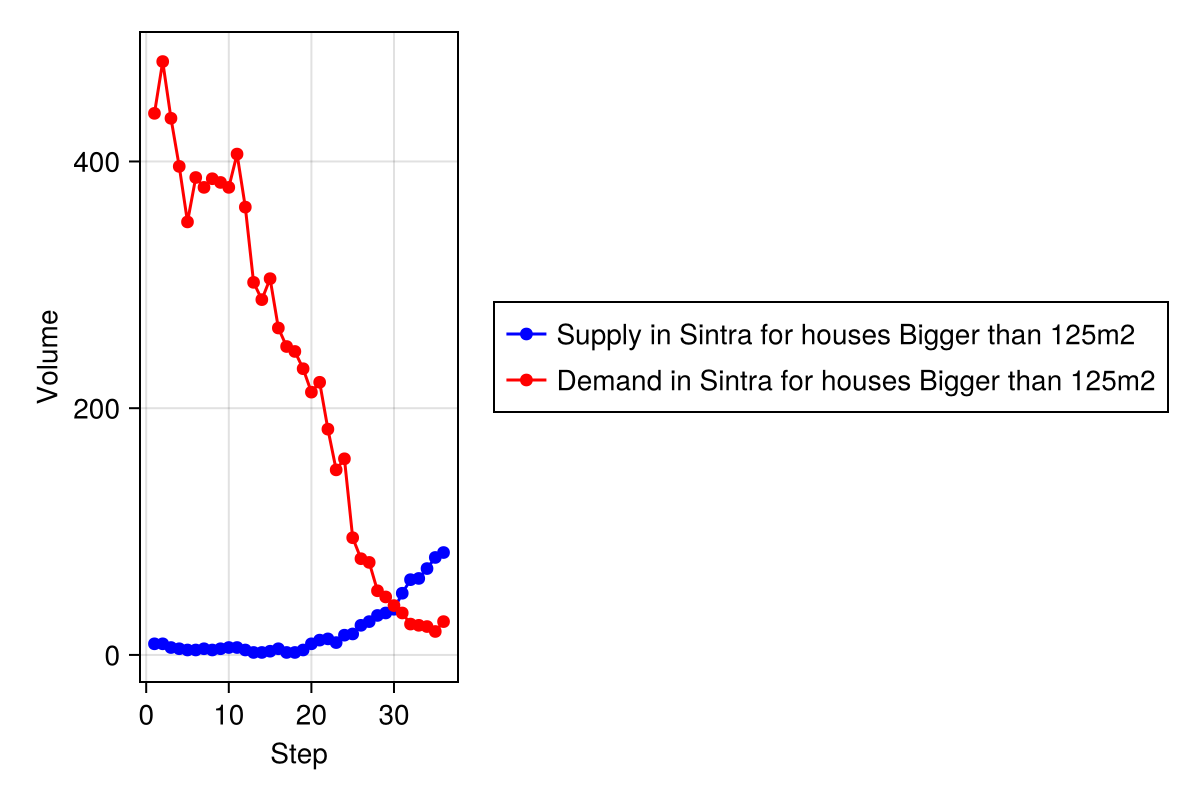 400
200
0
Volume
0 10 20 30
Step
Supply in Sintra for houses Bigger than 125m2
Demand in Sintra for houses Bigger than 125m2